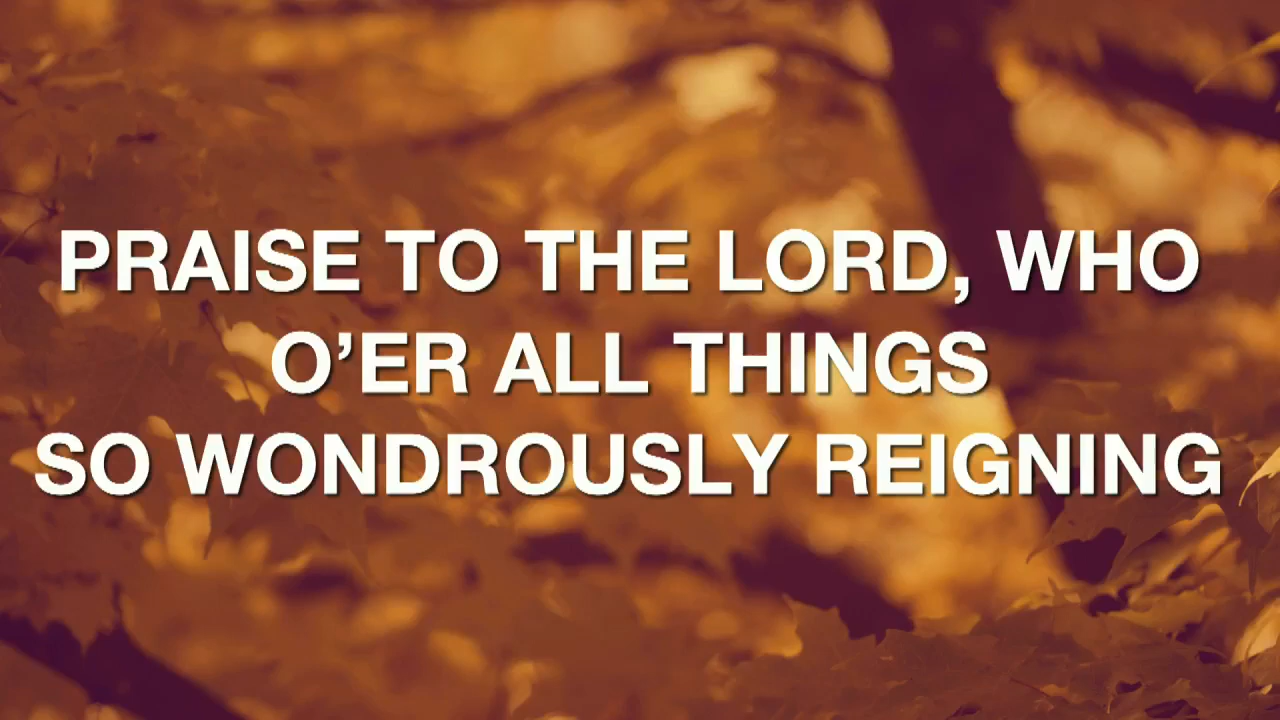 PRAISE TO THE LORD, WHO
O’ER ALL THINGS
SO WONDROUSLY REIGNING